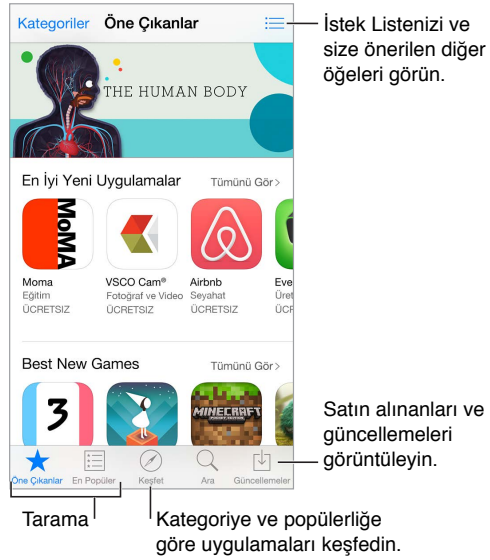 Kategoriler Öne Çıkanlar
İstek Listenizi ve
size önerilen diğer
öğeleri görün.
THE HUMAN BODY
En İyi Yeni Uygulamalar Tümünü Gör >
MoMA
Moma VSCO Cam® Airbnb Eve
Eğitim Fotoğraf ve Video Seyahat Üret
ÜCRETSIZ ÜCRETSIZ ÜCRETSIZ ÜCR
Best New Games Tümünü Gör >
3 MINECRAFT
Satın alınanları ve
güncellemeleri
görüntüleyin.
Öne Çıkanlar En Popüler Keşfet Ara Güncellemeler
Tarama
Kategoriye ve popülerliğe
göre uygulamaları keşfedin.